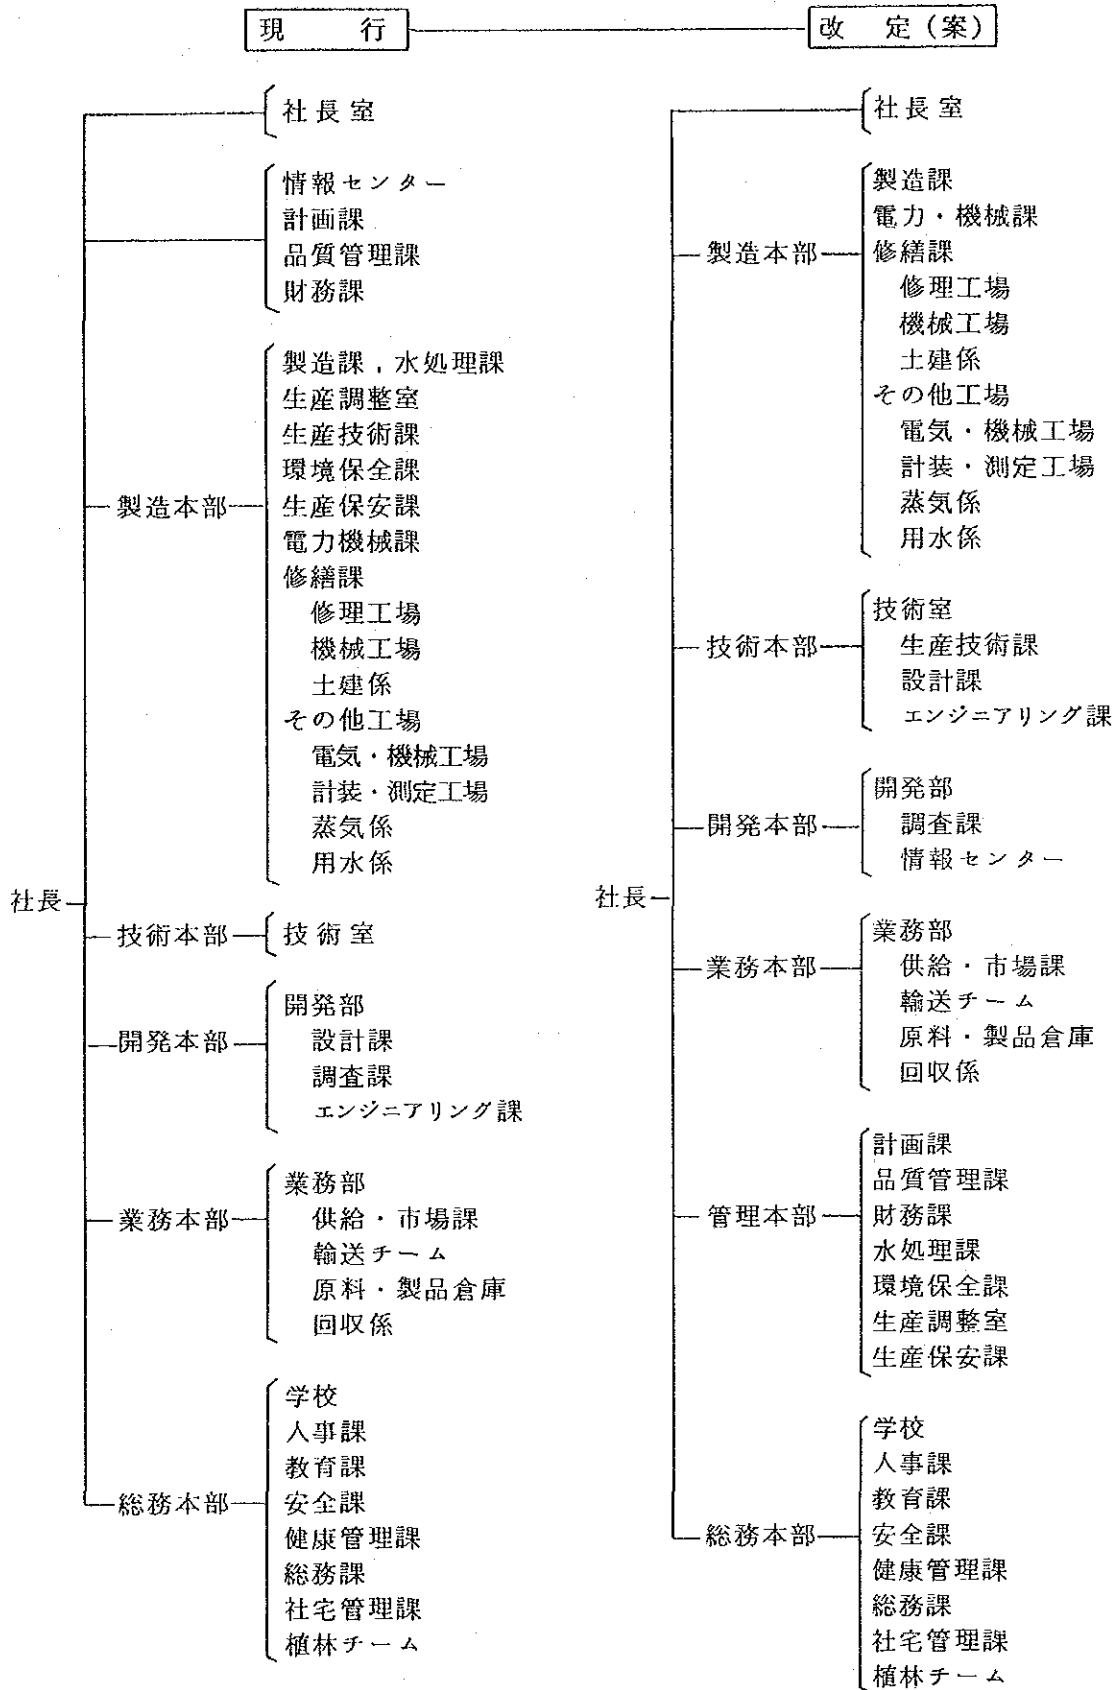 現 行
社長
社長室
情報センター
計画課
品質管理課
財務課
製造本部
製造課，水処理課
生産調整室
生産技術課
環境保全課
生産保安課
電力機械課
修繕課
修理工場
機械工場
土建係
その他工場
電気・機械工場
計装・測定工場
蒸気係
用水係
技術本部
技術室
開発本部
開発部
設計課
調査課
エンジニアリング課
業務本部
業務部
供給・市場課
輸送チーム
原料・製品倉庫
回収係
総務本部
学校
人事課
教育課
安全課
健康管理課
総務課
社宅管理課
植林チーム
改 定（案）
社長
社長室
製造本部
製造課
電力・機械課
修繕課
修理工場
機械工場
土建係
その他工場
電気・機械工場
計装・測定工場
蒸気係
用水係
技術本部
技術室
生産技術課
設計課
エンジニアリング課
開発本部
開発部
調査課
情報センター
業務本部
業務部
供給・市場課
輸送チーム
原料・製品倉庫
回収係
管理本部
計画課
品質管理課
財務課
水処理課
環境保全課
生産調整室
生産保安課
総務本部
学校
人事課
教育課
安全課
健康管理課
総務課
社宅管理課
植林チーム